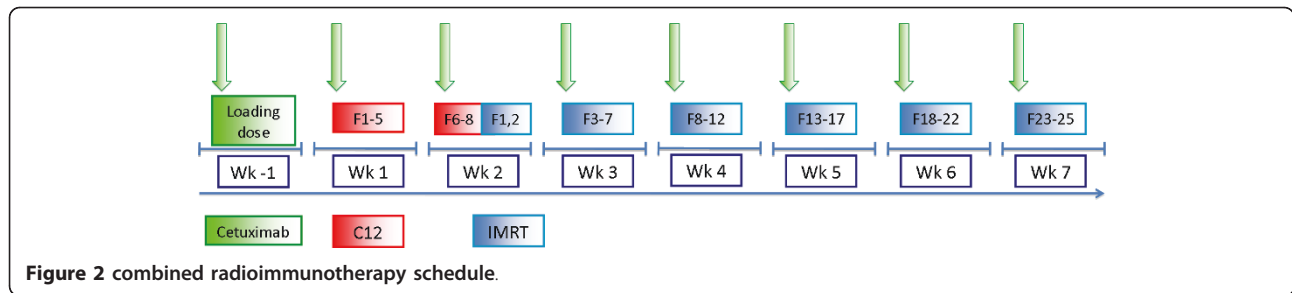 Loading
dose
F1-5
F6-8 F1,2
F3-7
F8-12
F13-17
F18-22
F23-25
Wk -1
Wk 1
Wk 2
Wk 3
Wk 4
Wk 5
Wk 6
Wk 7
Cetuximab
C12
IMRT
Figure 2 combined radioimmunotherapy schedule.